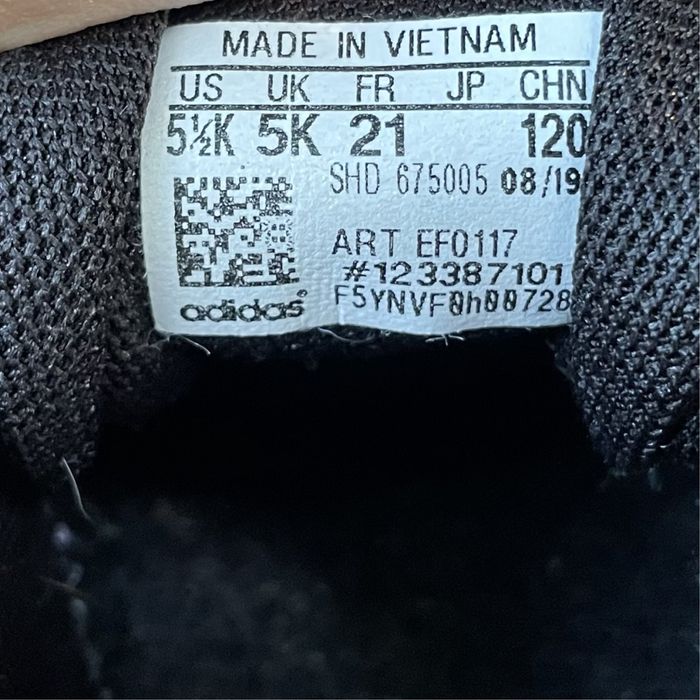 MADE IN VIETNAM
US UK FR JP CHN
5½K 5K 21 120
SHD 675005 08/19
ART EF0117
#123387101
adidas F5YNVF0h00728